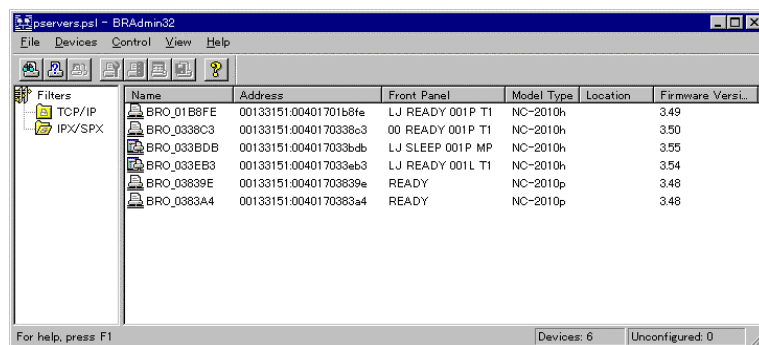 pservers.psl - BRAdmin32
File Devices Control View Help
Filters
TCP/IP
IPX/SPX
Name Address Front Panel Model Type Location Firmware Versi...
BRO_01B8FE 00133151:00401701b8fe LJ READY 001P T1 NC-2010h 3.49
BRO_0338C3 00133151:0040170338c3 00 READY 001P T1 NC-2010h 3.50
BRO_033BDB 00133151:004017033bdb LJ SLEEP 001P MP NC-2010h 3.55
BRO_033EB3 00133151:004017033eb3 LJ READY 001L T1 NC-2010h 3.54
BRO_03839E 00133151:00401703839e READY NC-2010p 3.48
BRO_0383A4 00133151:0040170383a4 READY NC-2010p 3.48
For help, press F1 Devices: 6 Unconfigured: 0